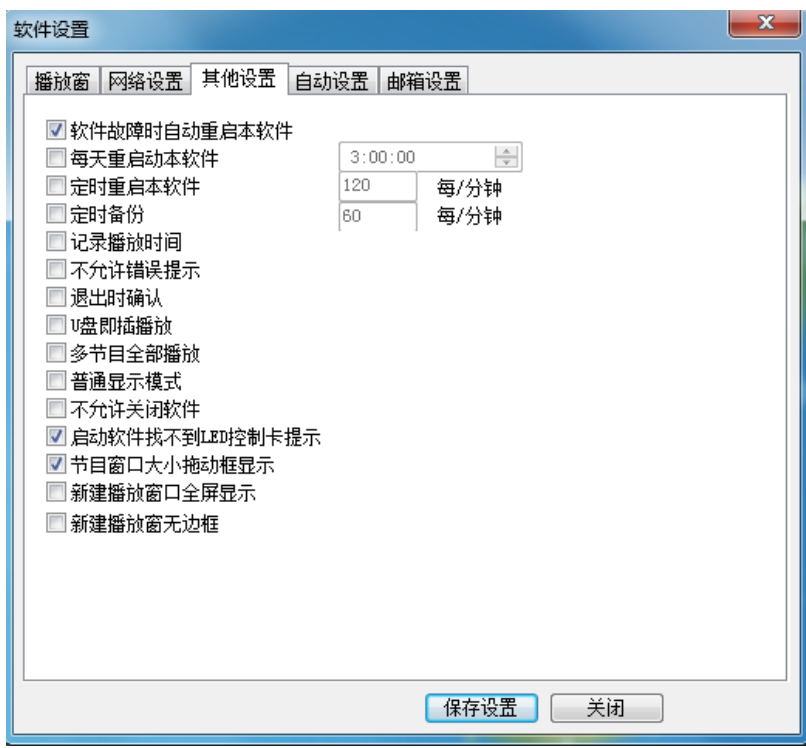 软件设置
播放窗 网络设置 其他设置 自动设置 邮箱设置
软件故障时自动重启本软件
每天重启动本软件 3:00:00
定时重启本软件 120 每/分钟
定时备份 60 每/分钟
记录播放时间
不允许错误提示
退出时确认
U盘即插播放
多节目全部播放
普通显示模式
不允许关闭软件
启动软件找不到LED控制卡提示
节目窗口大小拖动框显示
新建播放窗口全屏显示
新建播放窗无边框
保存设置 关闭